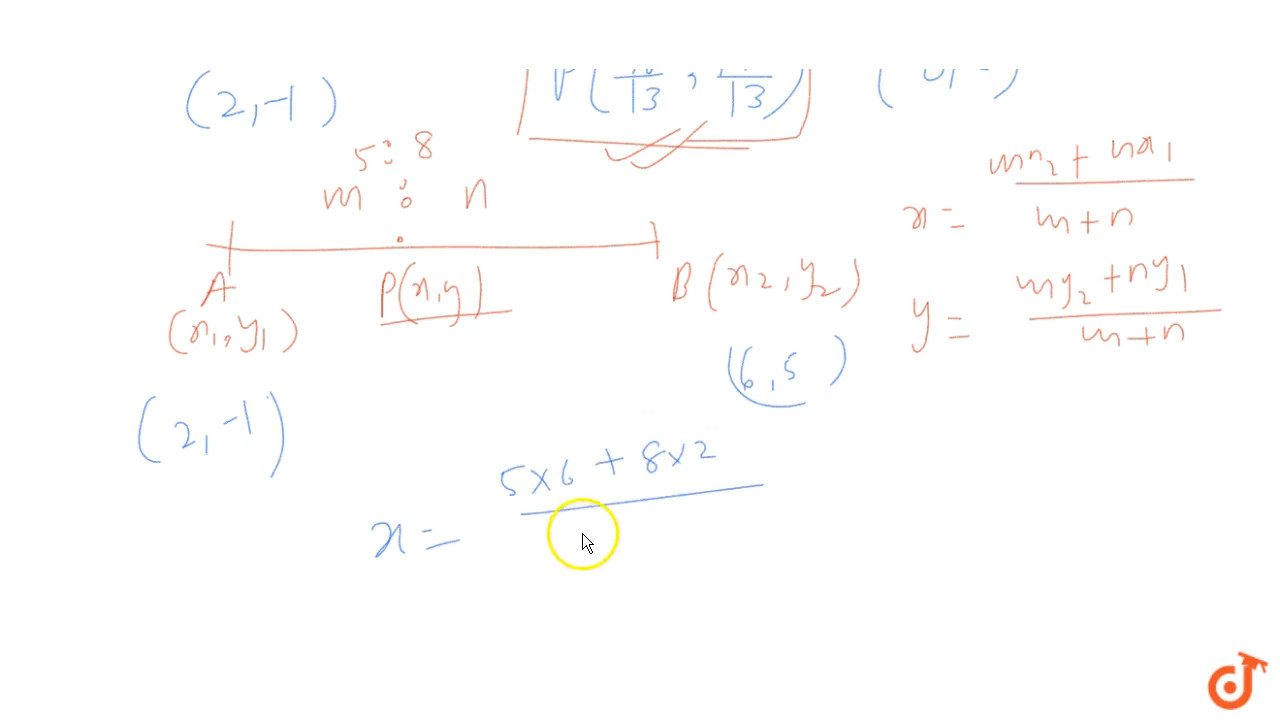 (2,-1)
5:8
m : n
x = mx₂ + nx₁ / m + n
A
P(x,y)
B (x₂, y₂)
(x₁, y₁)
y = my₂ + ny₁ / m + n
(6,5)
(2,-1)
x = 5×6 + 8×2